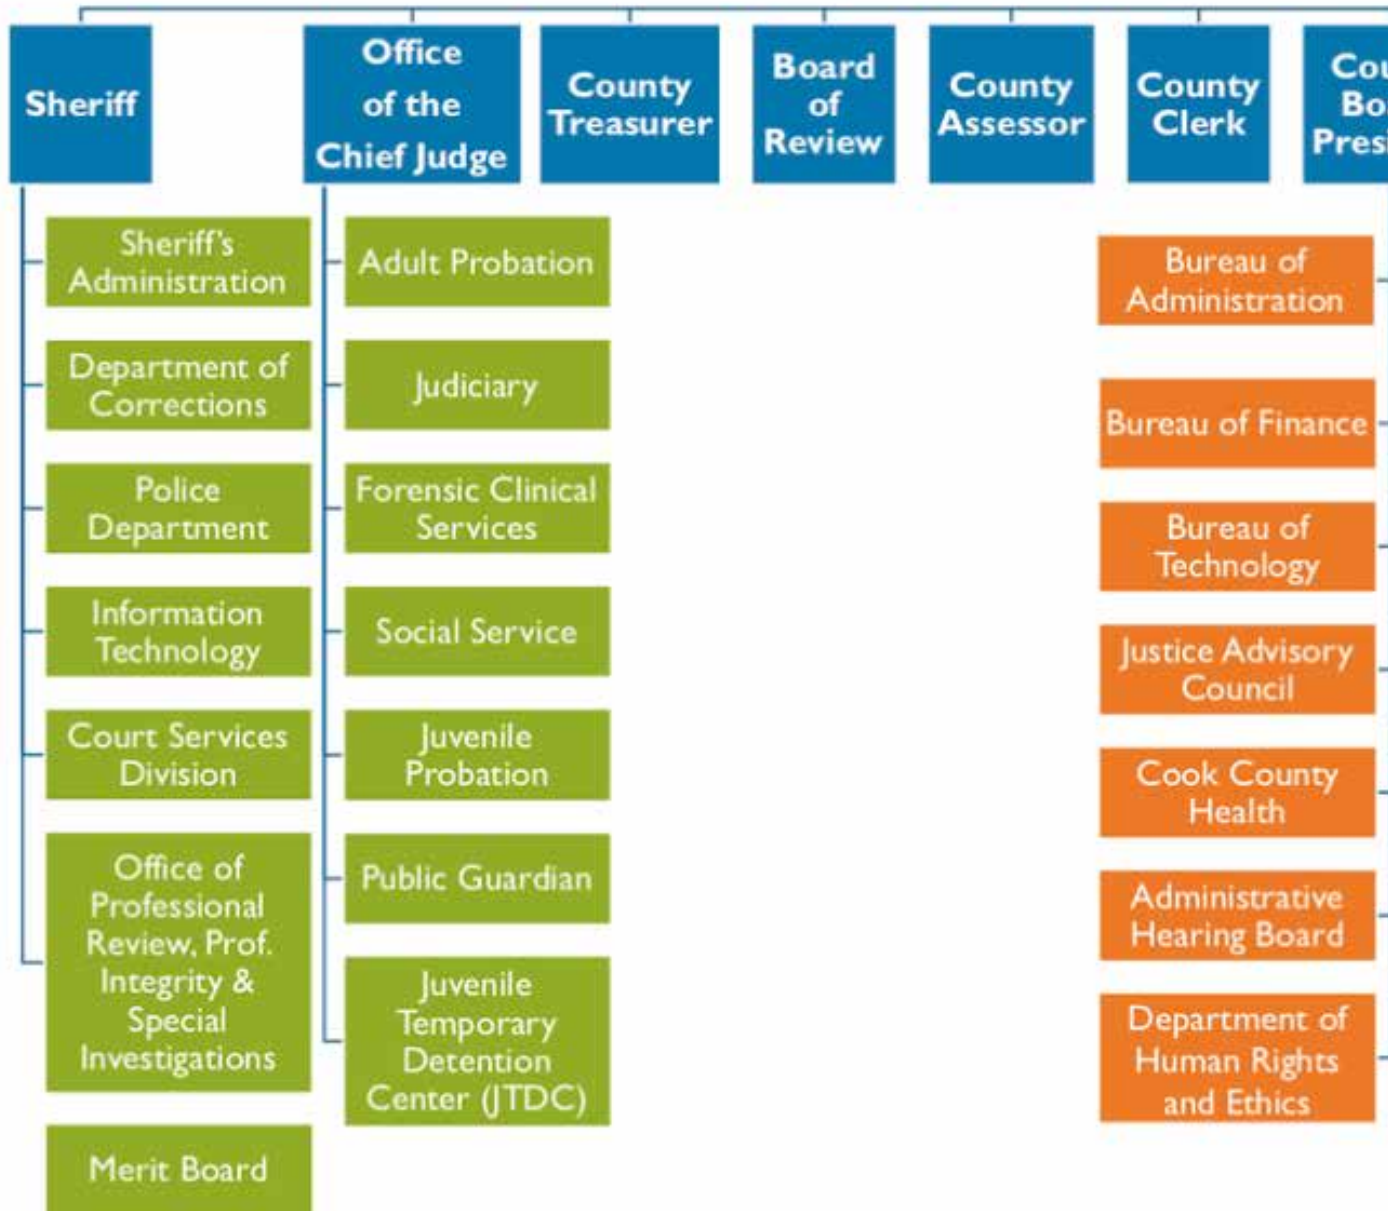 Sheriff
Office
of the
Chief Judge
County
Treasurer
Board
of
Review
County
Assessor
County
Clerk
Sheriff's
Administration
Department of
Corrections
Police
Department
Information
Technology
Court Services
Division
Office of
Professional
Review, Prof.
Integrity &
Special
Investigations
Merit Board
Adult Probation
Judiciary
Forensic Clinical
Services
Social Service
Juvenile
Probation
Public Guardian
Juvenile
Temporary
Detention
Center (JTDC)
Bureau of
Administration
Bureau of Finance
Bureau of
Technology
Justice Advisory
Council
Cook County
Health
Administrative
Hearing Board
Department of
Human Rights
and Ethics